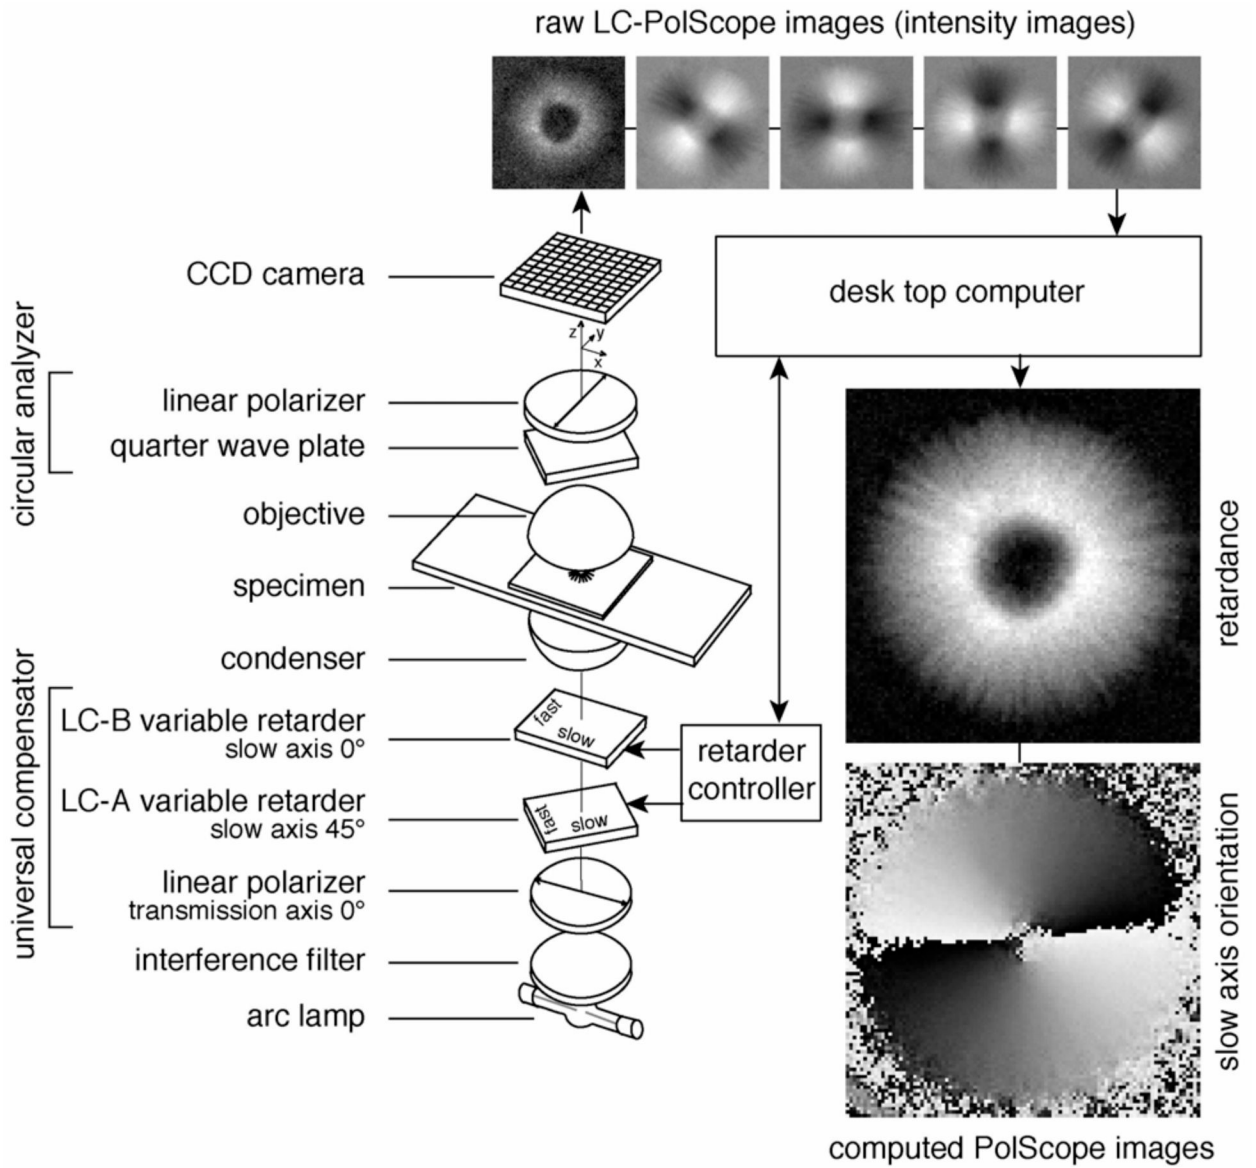 raw LC-PolScope images (intensity images)
CCD camera
z
y
x
circular analyzer
linear polarizer
quarter wave plate
objective
specimen
condenser
universal compensator
LC-B variable retarder
slow axis 0°
fast
slow
LC-A variable retarder
slow axis 45°
fast
slow
linear polarizer
transmission axis 0°
interference filter
arc lamp
desk top computer
retarder
controller
retardance
slow axis orientation
computed PolScope images